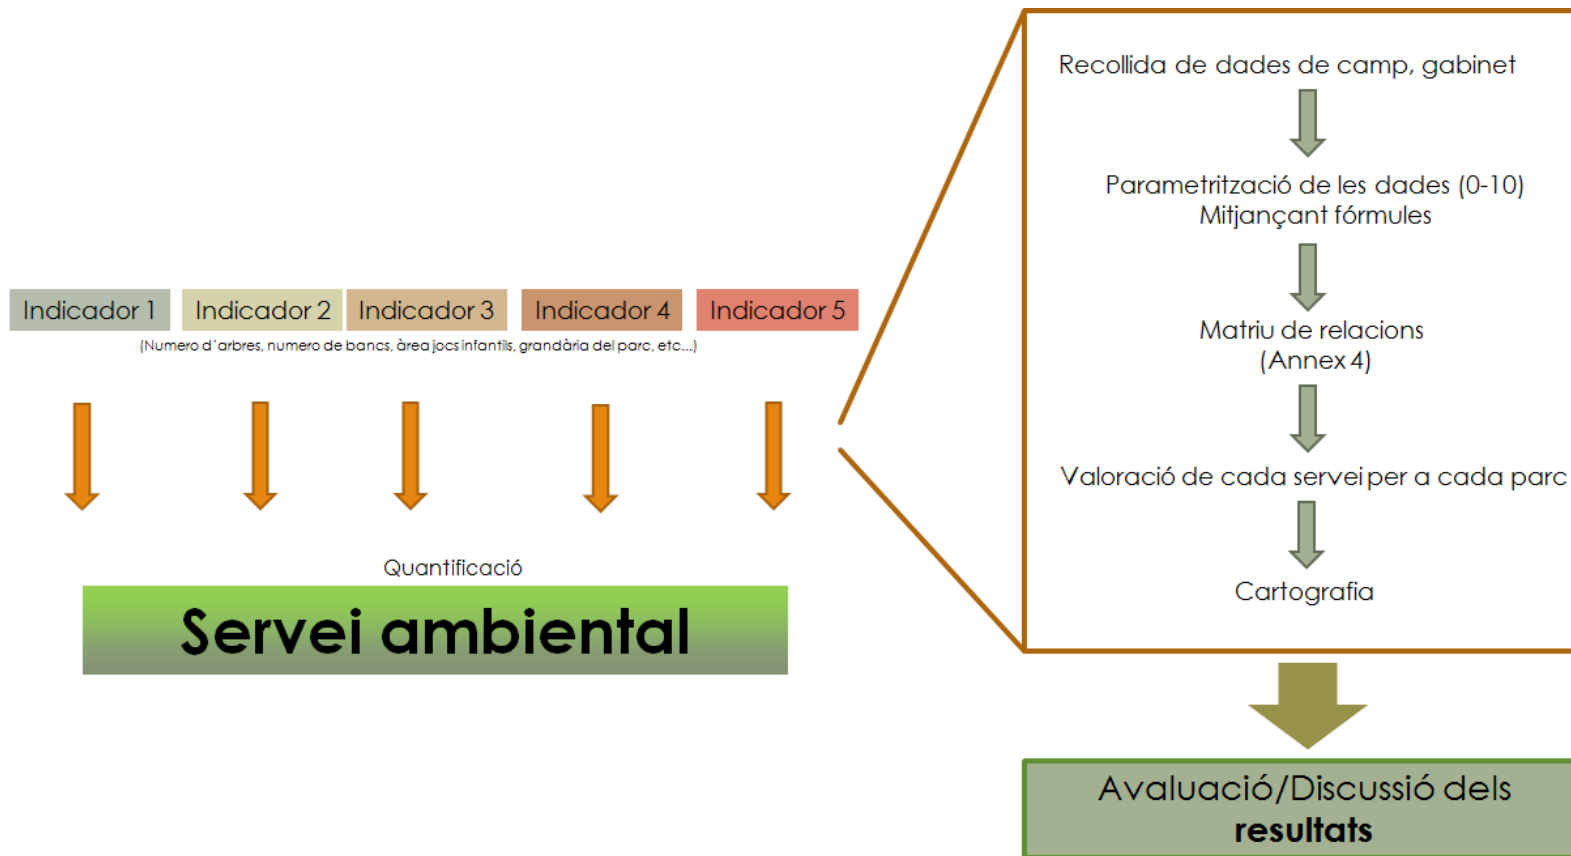 Indicador 1
Indicador 2
Indicador 3
Indicador 4
Indicador 5
(Numero d'arbres, numero de bancs, àrea jocs infantils, grandària del parc, etc...)
Quantificació
Servei ambiental
Recollida de dades de camp, gabinet
Parametrització de les dades (0-10)
Mitjançant fórmules
Matriu de relacions
(Annex 4)
Valoració de cada servei per a cada parc
Cartografia
Avaluació/Discussió dels
resultats